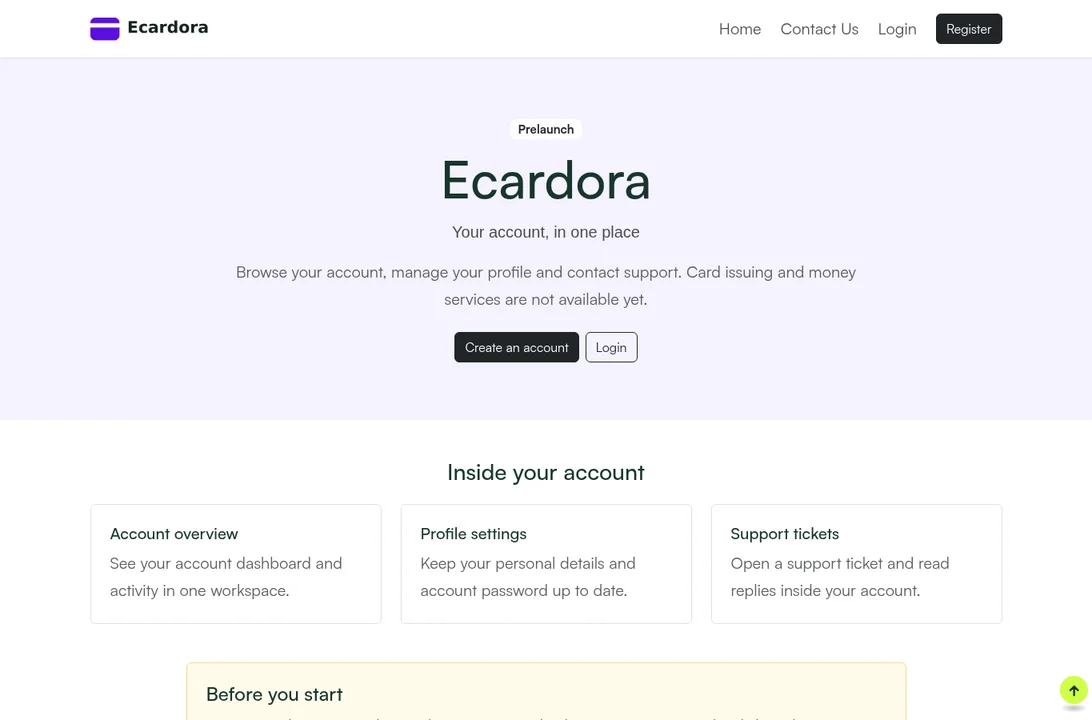 Ecardora
Home Contact Us Login Register
Prelaunch
Ecardora
Your account, in one place
Browse your account, manage your profile and contact support. Card issuing and money
services are not available yet.
Create an account Login
Inside your account
Account overview
See your account dashboard and
activity in one workspace.
Profile settings
Keep your personal details and
account password up to date.
Support tickets
Open a support ticket and read
replies inside your account.
Before you start